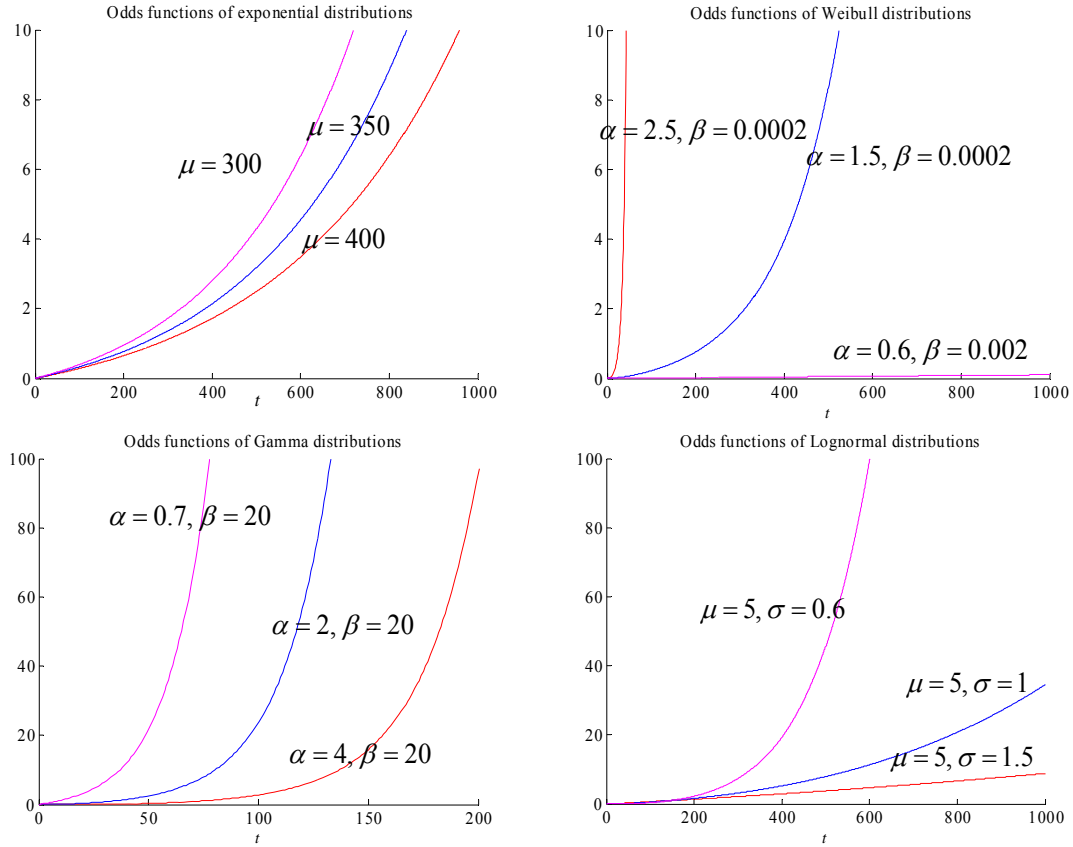 Odds functions of exponential distributions
10
8
6
4
2
0
μ = 350
μ = 300
μ = 400
0 200 400 600 800 1000
t
Odds functions of Weibull distributions
10
8
6
4
2
0
α = 2.5, β = 0.0002
α = 1.5, β = 0.0002
α = 0.6, β = 0.002
0 200 400 600 800 1000
t
Odds functions of Gamma distributions
100
80
60
40
20
0
α = 0.7, β = 20
α = 2, β = 20
α = 4, β = 20
0 50 100 150 200
t
Odds functions of Lognormal distributions
100
80
60
40
20
0
μ = 5, σ = 0.6
μ = 5, σ = 1
μ = 5, σ = 1.5
0 200 400 600 800 1000
t